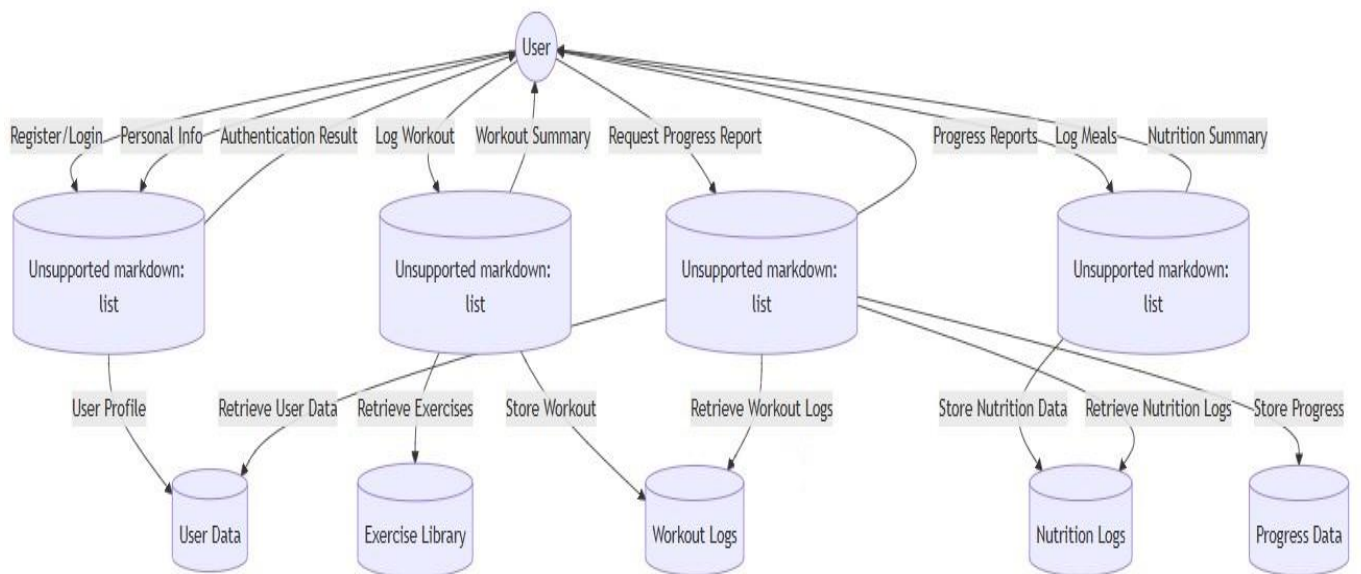 User
Register/Login
Personal Info
Authentication Result
Log Workout
Workout Summary
Request Progress Report
Progress Reports
Log Meals
Nutrition Summary
Unsupported markdown:
list
Unsupported markdown:
list
Unsupported markdown:
list
Unsupported markdown:
list
User Profile
Retrieve User Data
Retrieve Exercises
Store Workout
Retrieve Workout Logs
Store Nutrition Data
Retrieve Nutrition Logs
Store Progress
User Data
Exercise Library
Workout Logs
Nutrition Logs
Progress Data